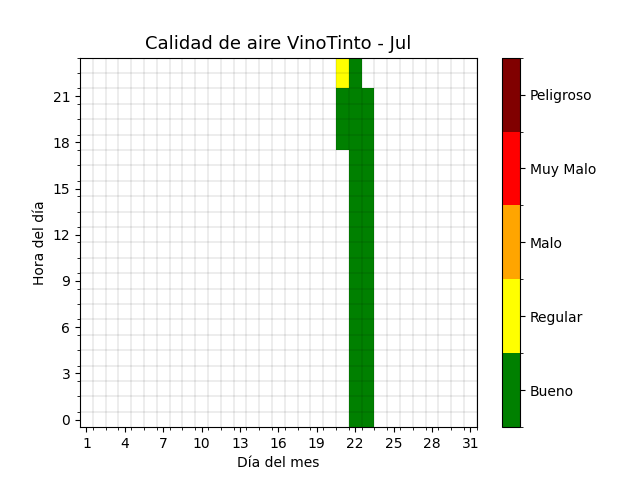 Calidad de aire VinoTinto - Jul
Hora del día
21
18
15
12
9
6
3
0
1 4 7 10 13 16 19 22 25 28 31
Día del mes
Peligroso
Muy Malo
Malo
Regular
Bueno